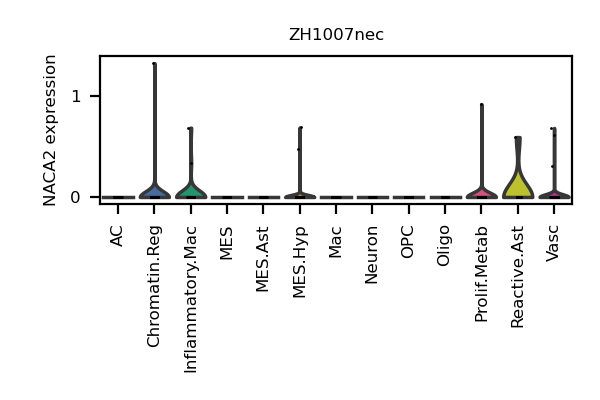 ZH1007nec
NACA2 expression
1
0
AC
Chromatin.Reg
Inflammatory.Mac
MES
MES.Ast
MES.Hyp
Mac
Neuron
OPC
Oligo
Prolif.Metab
Reactive.Ast
Vasc